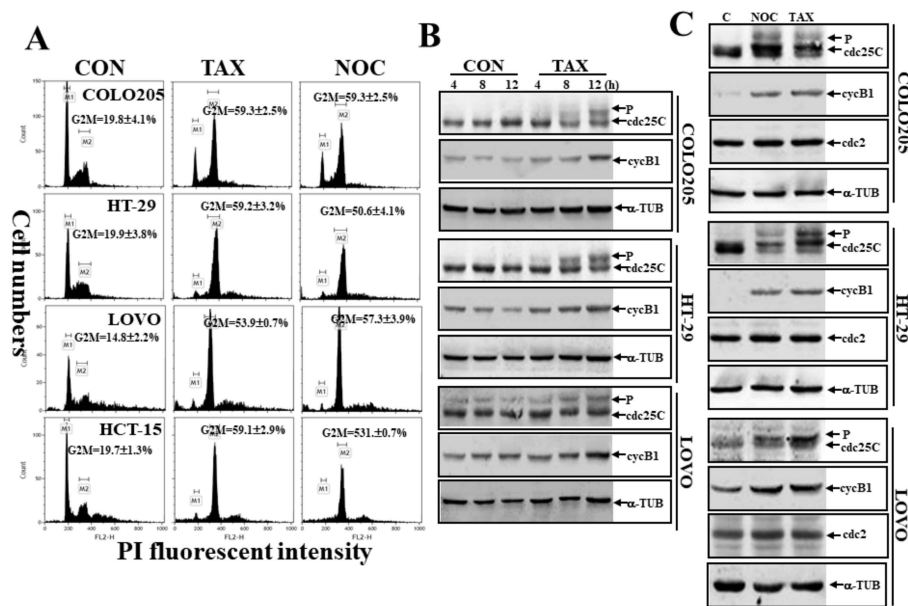 A
CON TAX NOC
COLO205
G2M=19.8±4.1%
G2M=59.3±2.5%
G2M=59.3±2.5%
HT-29
G2M=19.9±3.8%
G2M=59.2±3.2%
G2M=50.6±4.1%
LOVO
G2M=14.8±2.2%
G2M=53.9±0.7%
G2M=57.3±3.9%
HCT-15
G2M=19.7±1.3%
G2M=59.1±2.9%
G2M=531.±0.7%
M1 M2
Cell numbers
Count
0 200 400 600 800 1000
FL2-H
PI fluorescent intensity
B
CON TAX
4 8 12 4 8 12 (h)
P
cdc25C
cycB1
α-TUB
COLO205
P
cdc25C
cycB1
α-TUB
HT-29
P
cdc25C
cycB1
α-TUB
LOVO
C
C NOC TAX
P
cdc25C
cycB1
cdc2
α-TUB
COLO205
P
cdc25C
cycB1
cdc2
α-TUB
HT-29
P
cdc25C
cycB1
cdc2
α-TUB
LOVO